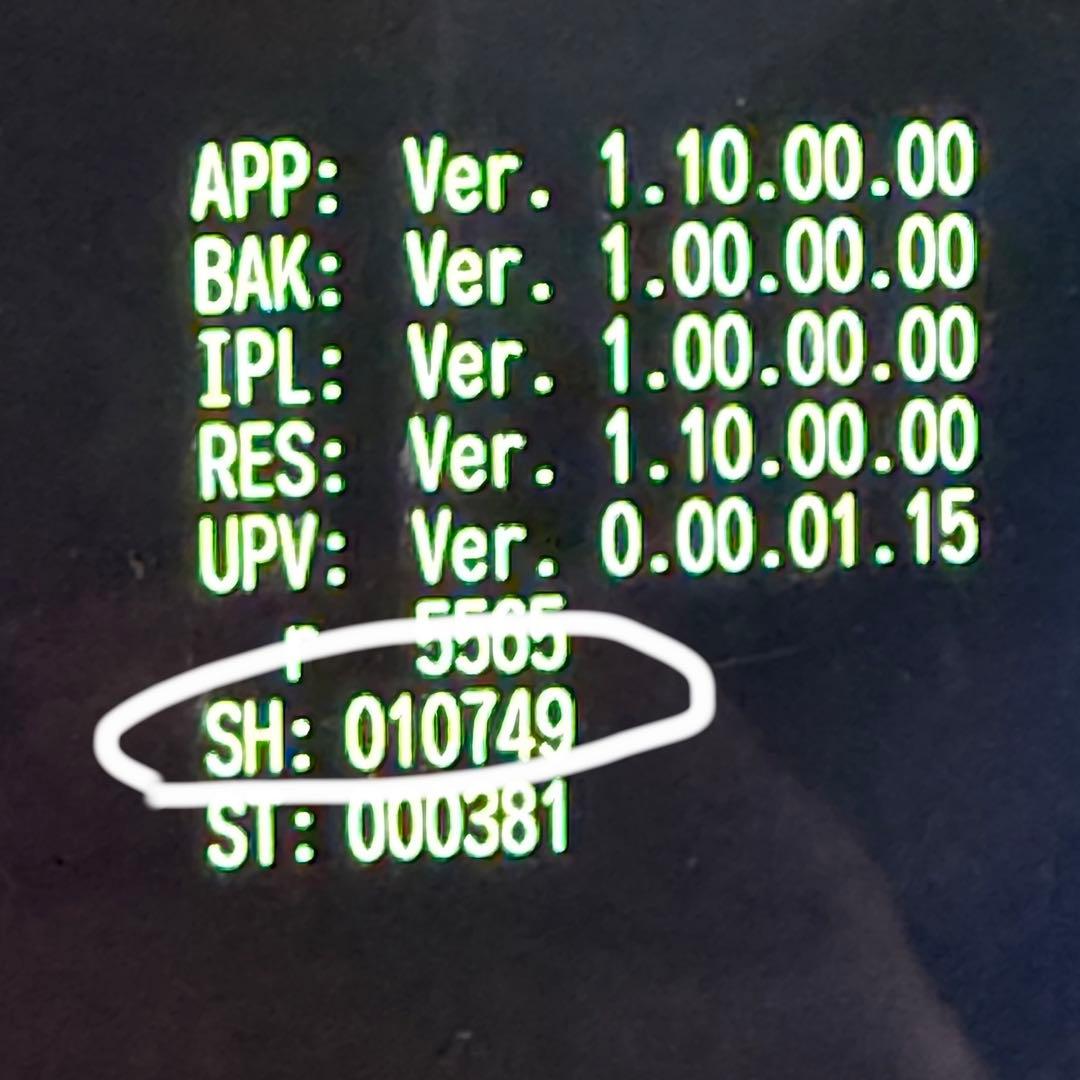 APP: Ver. 1.10.00.00
BAK: Ver. 1.00.00.00
IPL: Ver. 1.00.00.00
RES: Ver. 1.10.00.00
UPV: Ver. 0.00.01.15
r 5565
SH: 010749
ST: 000381